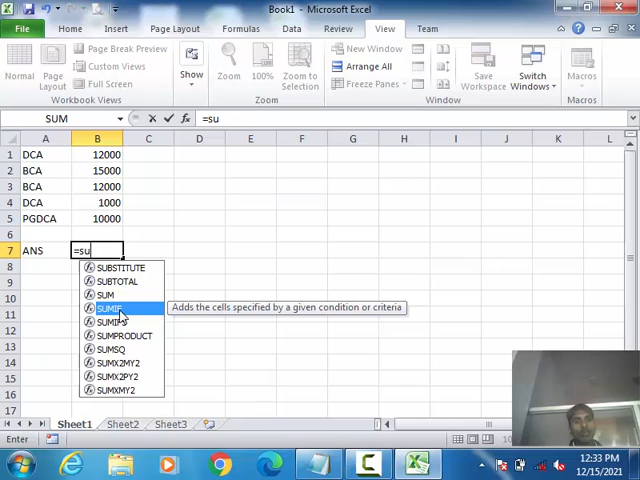 Book1 - Microsoft Excel
File Home Insert Page Layout Formulas Data Review View Team
Normal
Page Layout
Page Break Preview
Custom Views
Full Screen
Workbook Views
Show
Zoom
100%
Zoom to Selection
Zoom
New Window
Arrange All
Freeze Panes
Save Workspace
Switch Windows
Window
Macros
Macros
SUM =su
A B C D E F G H I J K L
1 DCA 12000
2 BCA 15000
3 BCA 12000
4 DCA 1000
5 PGDCA 10000
6
7 ANS =su
8 SUBSTITUTE
9 SUBTOTAL
10 SUM
11 SUMIF Adds the cells specified by a given condition or criteria
12 SUMIFS
13 SUMPRODUCT
14 SUMSQ
15 SUMX2MY2
16 SUMX2PY2
17 SUMXMY2
Sheet1 Sheet2 Sheet3
Enter
12:33 PM
12/15/2021